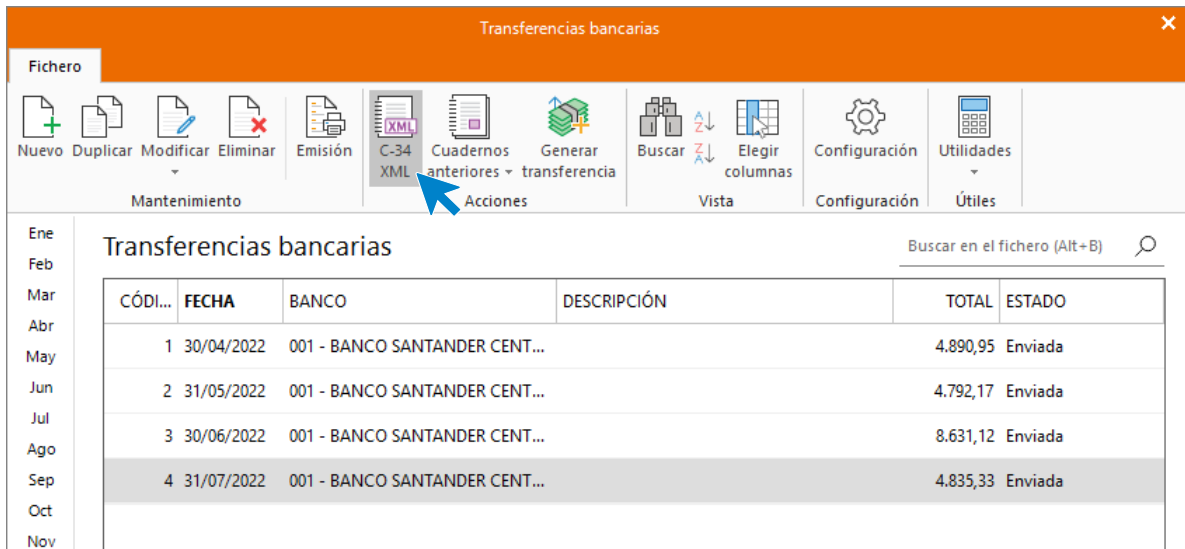 Transferencias bancarias
Fichero
Nuevo Duplicar Modificar Eliminar Emisión C-34 XML Cuadernos anteriores Generar transferencia Buscar Elegir columnas Configuración Utilidades
XML
A Z
Z A
Mantenimiento Acciones Vista Configuración Útiles
Ene
Feb
Mar
Abr
May
Jun
Jul
Ago
Sep
Oct
Nov
Transferencias bancarias
Buscar en el fichero (Alt+B)
CÓDI... FECHA BANCO DESCRIPCIÓN TOTAL ESTADO
1 30/04/2022 001 - BANCO SANTANDER CENT... 4.890,95 Enviada
2 31/05/2022 001 - BANCO SANTANDER CENT... 4.792,17 Enviada
3 30/06/2022 001 - BANCO SANTANDER CENT... 8.631,12 Enviada
4 31/07/2022 001 - BANCO SANTANDER CENT... 4.835,33 Enviada